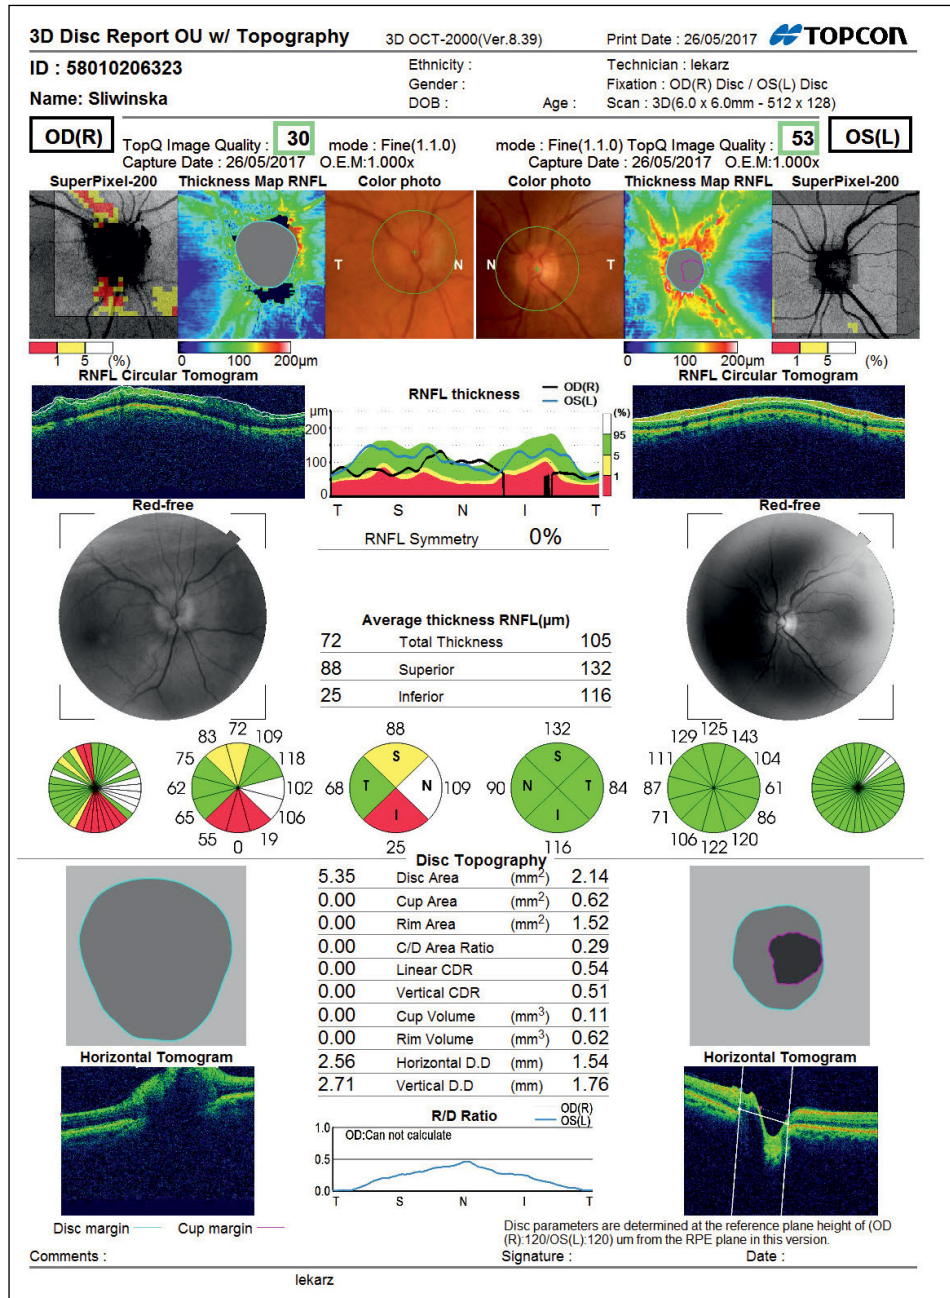 3D Disc Report OU w/ Topography 3D OCT-2000(Ver.8.39) Print Date : 26/05/2017 TOPCON
ID : 58010206323 Ethnicity : Technician : lekarz
Gender : Fixation : OD(R) Disc / OS(L) Disc
Name: Sliwinska DOB : Age : Scan : 3D(6.0 x 6.0mm - 512 x 128)
OD(R) TopQ Image Quality : 30 mode : Fine(1.1.0) mode : Fine(1.1.0) TopQ Image Quality : 53 OS(L)
Capture Date : 26/05/2017 O.E.M:1.000x Capture Date : 26/05/2017 O.E.M:1.000x
SuperPixel-200 Thickness Map RNFL Color photo Color photo Thickness Map RNFL SuperPixel-200
T N N T
1 5 (%) 0 100 200µm 0 100 200µm 1 5 (%)
RNFL Circular Tomogram RNFL Circular Tomogram
RNFL thickness OD(R)
OS(L)
µm (%)
200 95
100 5
1
0
T S N I T
Red-free Red-free
RNFL Symmetry 0%
Average thickness RNFL(µm)
72 Total Thickness 105
88 Superior 132
25 Inferior 116
72 88 132 125
83 109 129 143
75 118 111 104
S
62 102 68 T N 109 90 N T 84 87 61
I
65 106 71 86
55 19 106 120
0 25 116 122
Disc Topography
5.35 Disc Area (mm2) 2.14
0.00 Cup Area (mm2) 0.62
0.00 Rim Area (mm2) 1.52
0.00 C/D Area Ratio 0.29
0.00 Linear CDR 0.54
0.00 Vertical CDR 0.51
0.00 Cup Volume (mm3) 0.11
0.00 Rim Volume (mm3) 0.62
2.56 Horizontal D.D (mm) 1.54
2.71 Vertical D.D (mm) 1.76
Horizontal Tomogram Horizontal Tomogram
R/D Ratio OD(R)
OS(L)
1.0 OD:Can not calculate
0.5
0.0
T S N I T
Disc margin Cup margin
Disc parameters are determined at the reference plane height of (OD
(R):120/OS(L):120) um from the RPE plane in this version.
Comments : Signature : Date :
lekarz